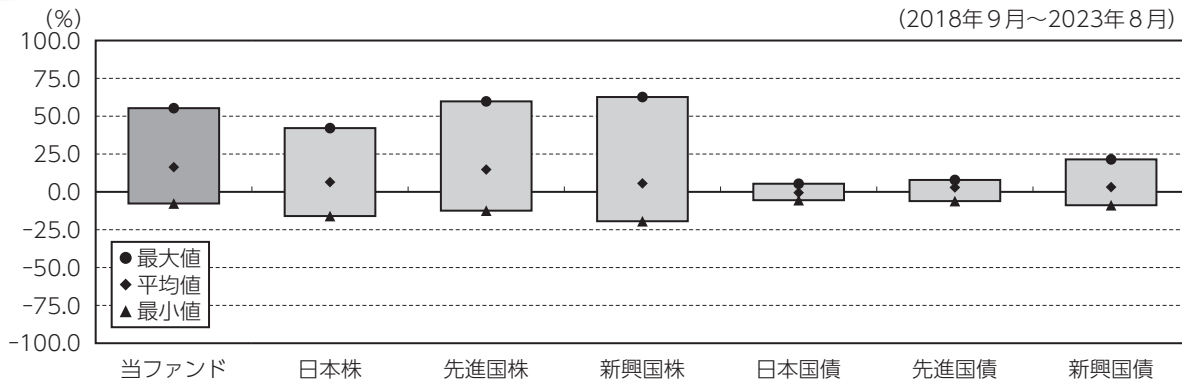 (%)
(2018年9月~2023年8月)
100.0
75.0
50.0
25.0
0.0
-25.0
-50.0
-75.0
-100.0
●最大値
◆平均値
▲最小値
当ファンド 日本株 先進国株 新興国株 日本国債 先進国債 新興国債